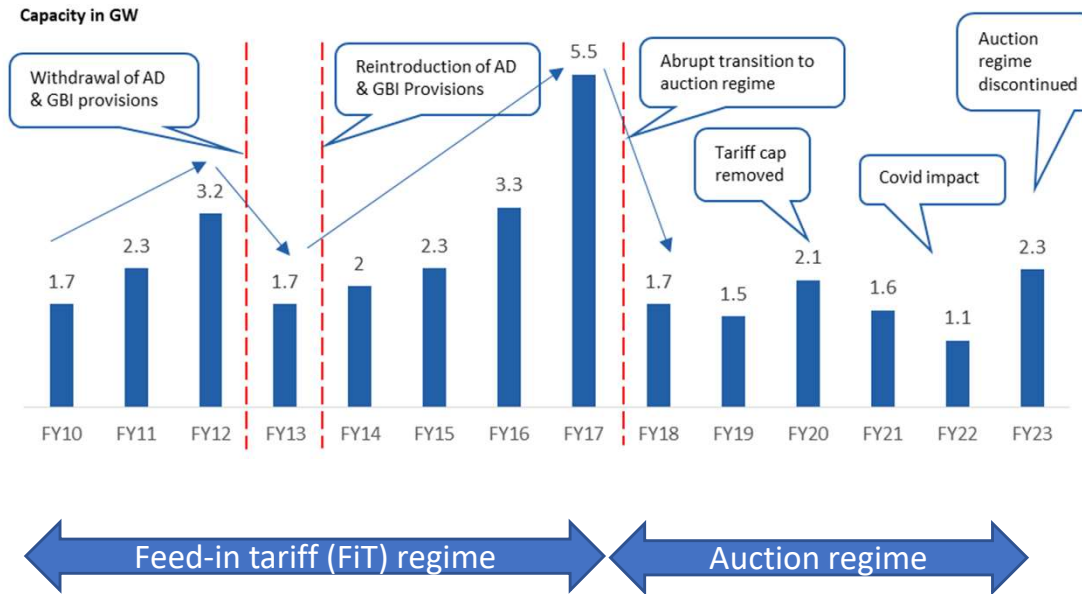 Capacity in GW
Withdrawal of AD
& GBI provisions
Reintroduction of AD
& GBI Provisions
Abrupt transition to
auction regime
Auction
regime
discontinued
Tariff cap
removed
Covid impact
1.7
2.3
3.2
1.7
2
2.3
3.3
5.5
1.7
1.5
2.1
1.6
1.1
2.3
FY10 FY11 FY12 FY13 FY14 FY15 FY16 FY17 FY18 FY19 FY20 FY21 FY22 FY23
Feed-in tariff (FiT) regime
Auction regime